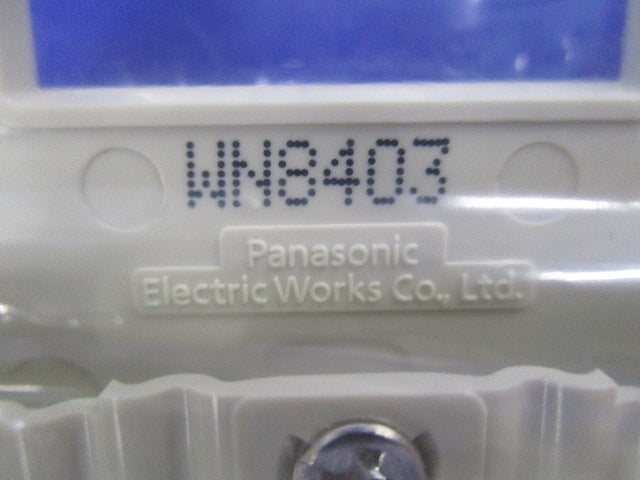 WN8403
Panasonic
Electric Works Co., Ltd.